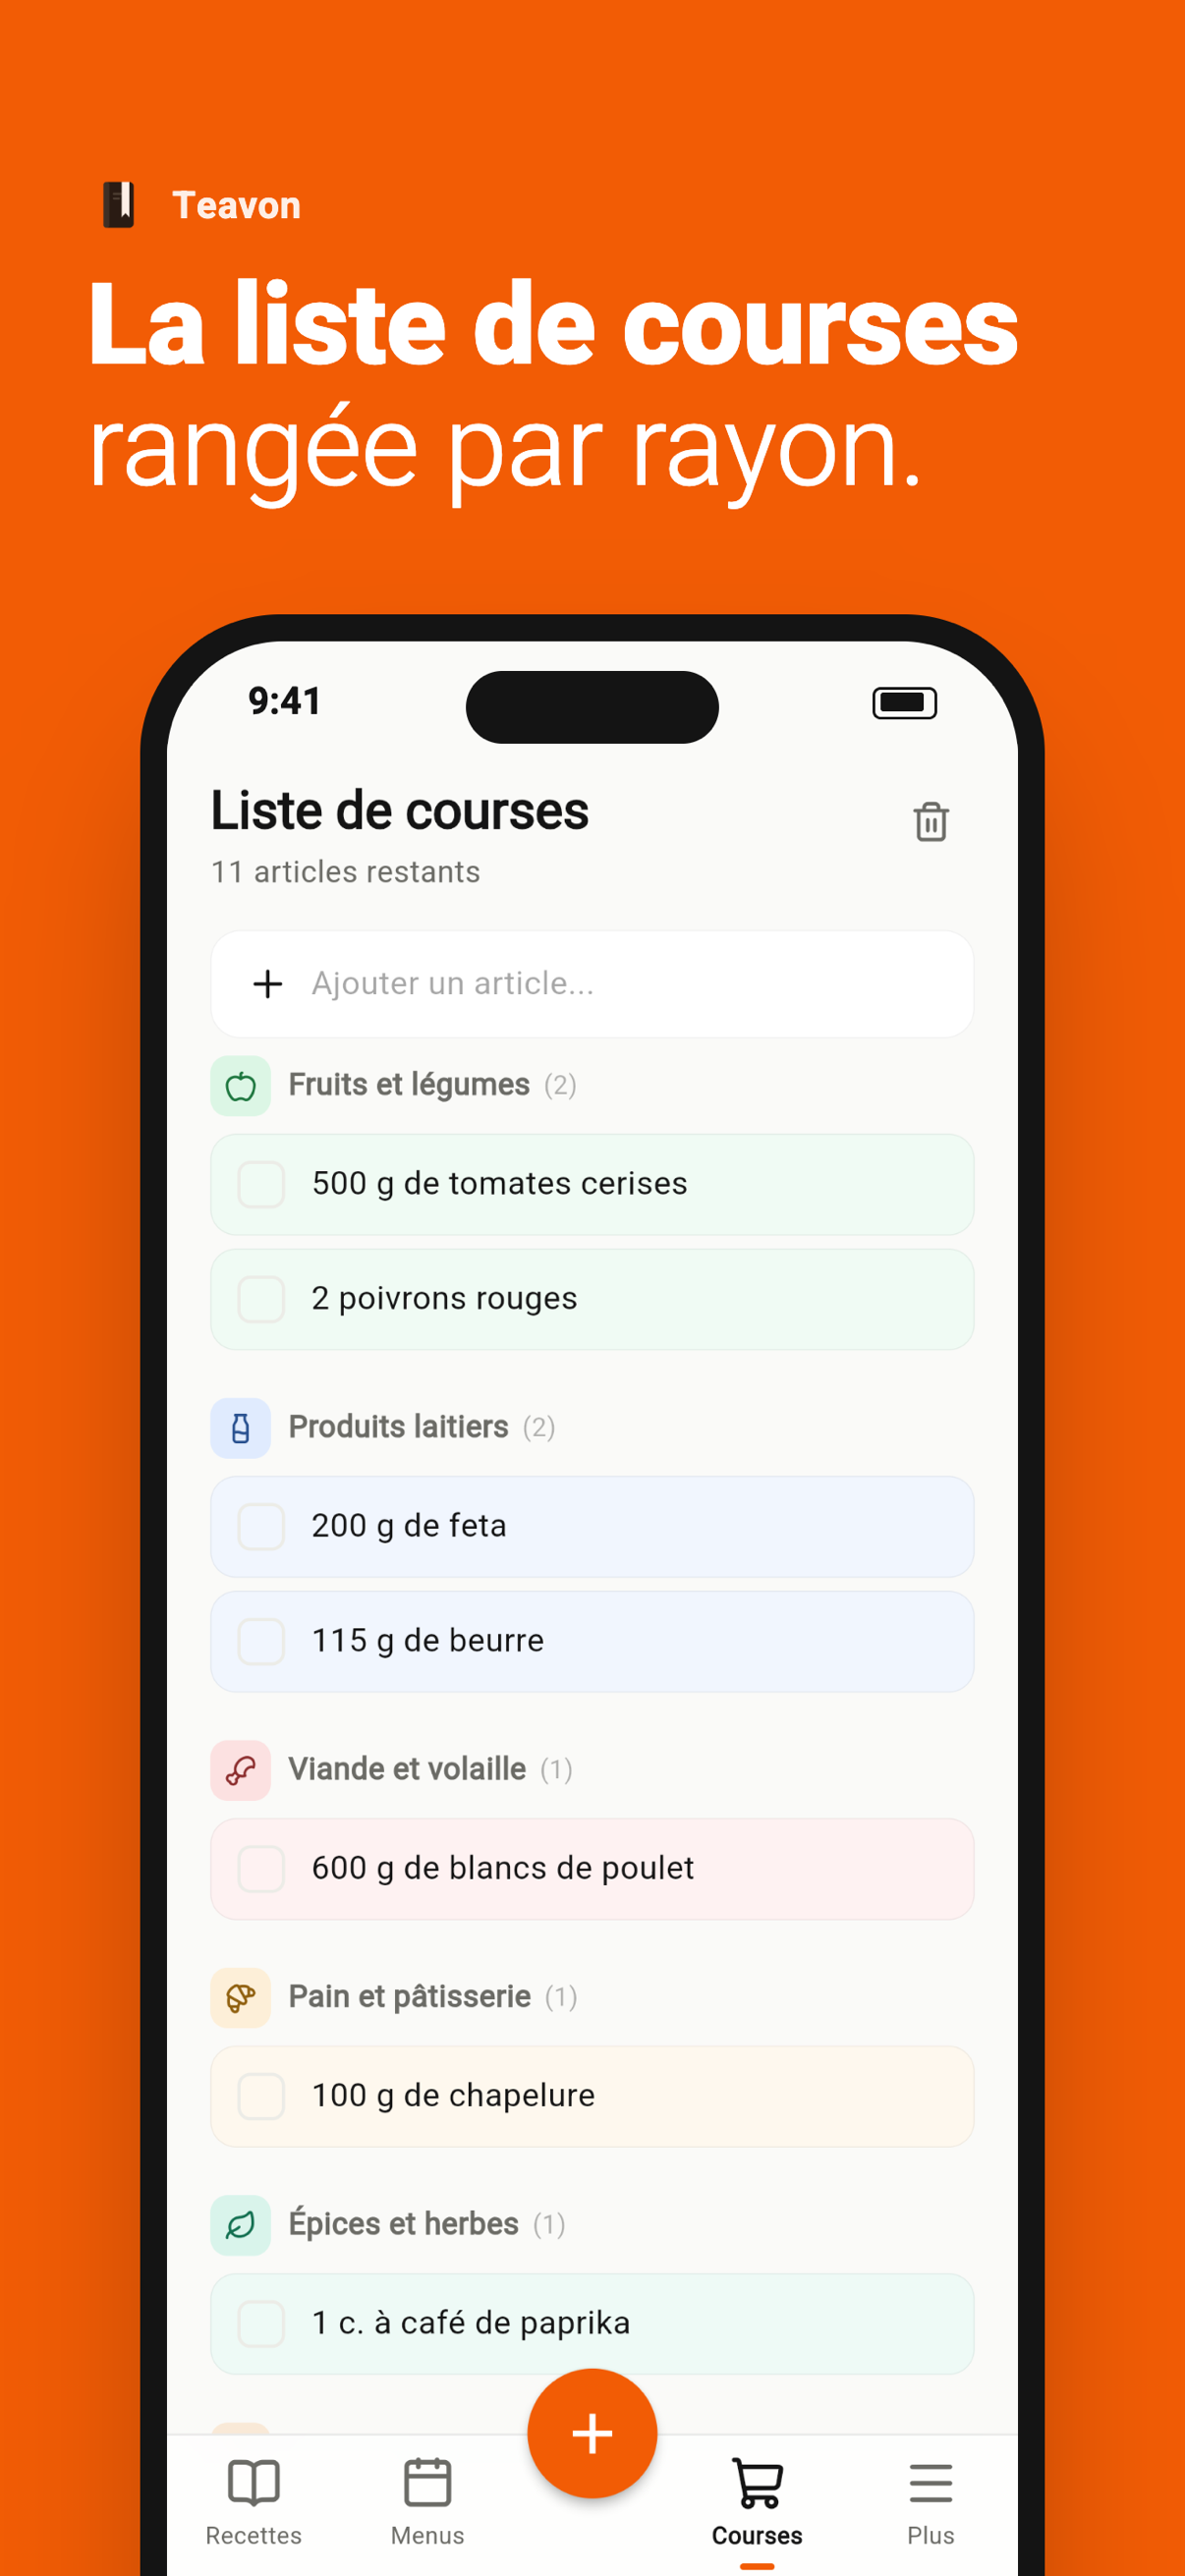 Teavon
La liste de courses
rangée par rayon.
9:41
Liste de courses
11 articles restants
Ajouter un article...
Fruits et légumes (2)
500 g de tomates cerises
2 poivrons rouges
Produits laitiers (2)
200 g de feta
115 g de beurre
Viande et volaille (1)
600 g de blancs de poulet
Pain et pâtisserie (1)
100 g de chapelure
Épices et herbes (1)
1 c. à café de paprika
Recettes
Menus
Courses
Plus